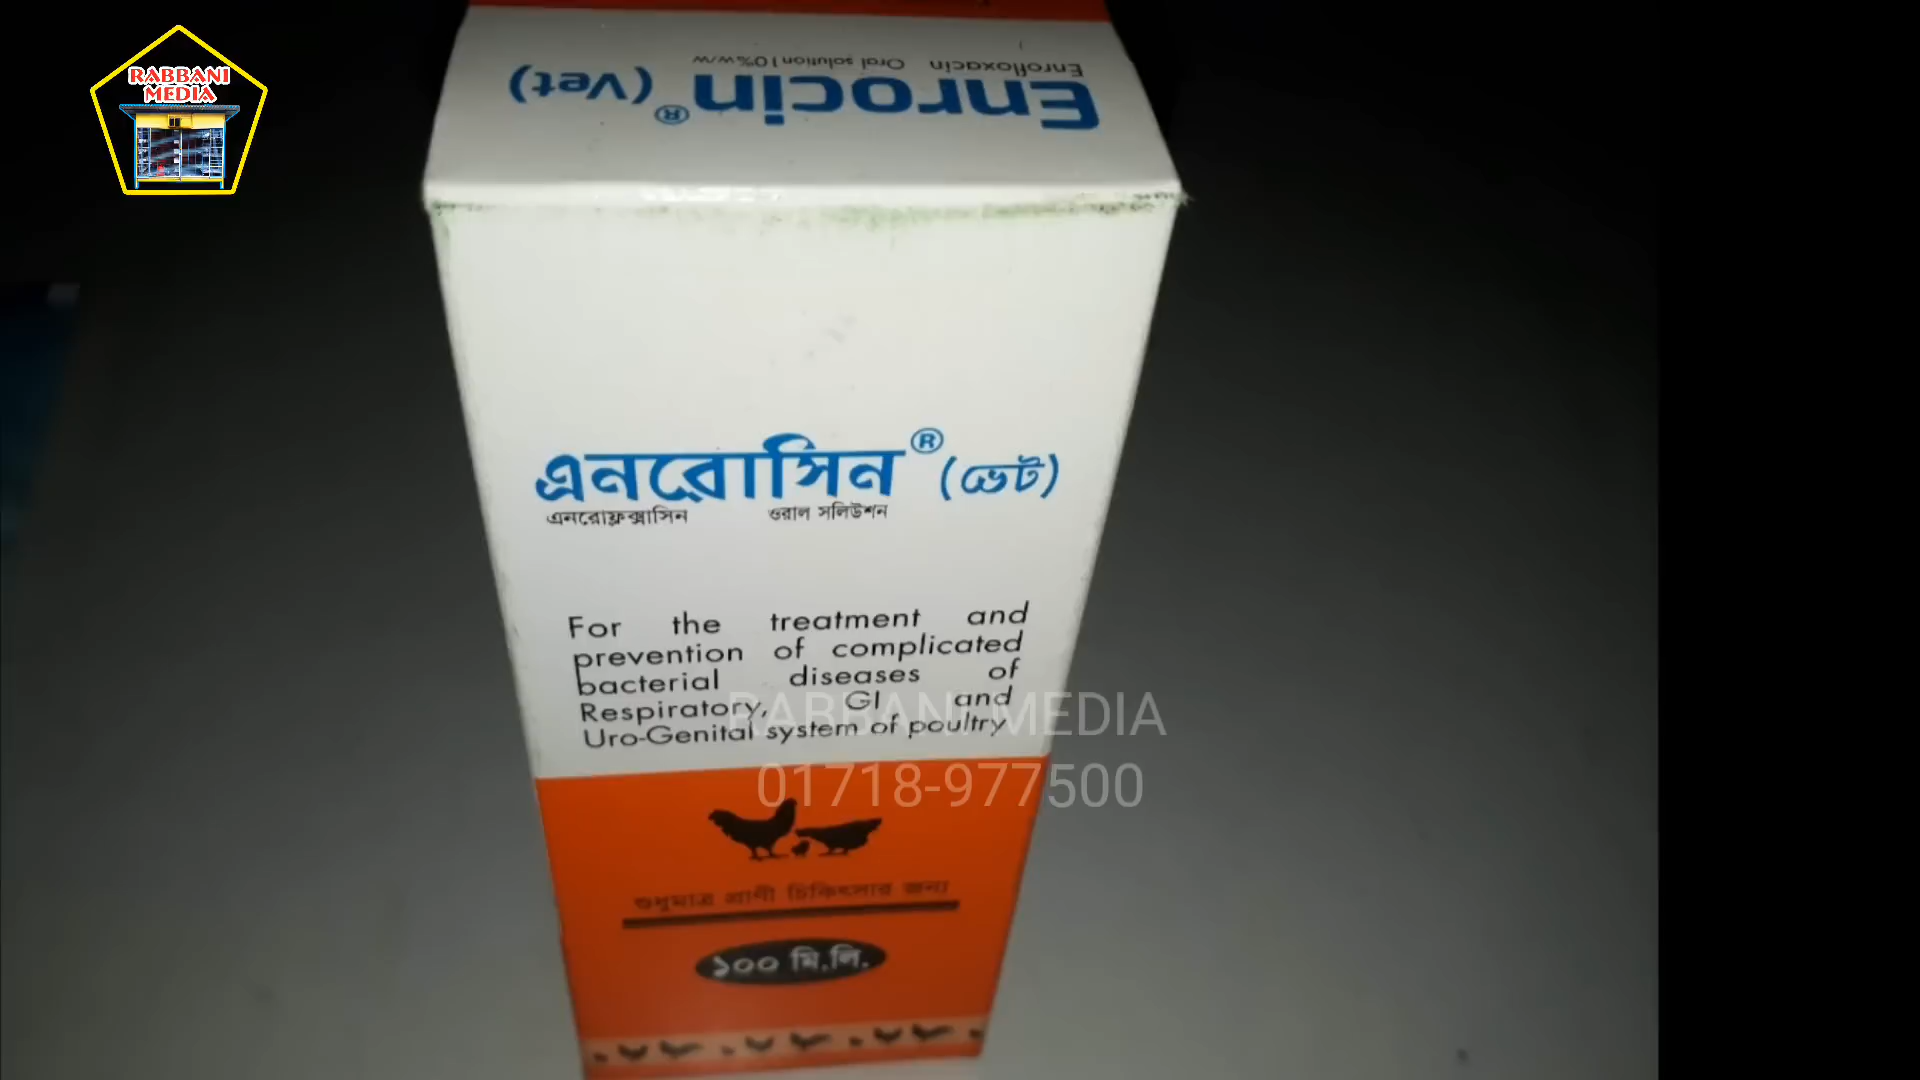 RABBANI
MEDIA
Enrocin® (Vet)
Enrofloxacin Oral solution 10% w/w
এনরোসিন® (ভেট)
এনরোফ্লক্সাসিন ওরাল সলিউশন
For the treatment and
prevention of complicated
bacterial diseases of
Respiratory, GI and
Uro-Genital system of poultry
RABBANI MEDIA
01718-977500
শুধুমাত্র প্রাণী চিকিৎসার জন্য
১০০ মি.লি.